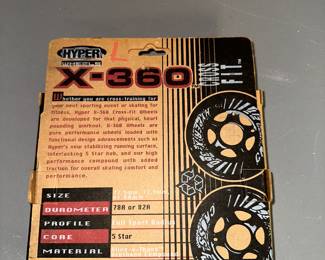 HYPER
WHEELS
X-360
CROSS
FIT
Whether you are cross-training for
your next sporting event or skating for
fitness, Hyper X-360 Cross-Fit Wheels
are developed for that physical, heart
pounding workout. X-360 Wheels are
pure performance wheels loaded with
functional design advancements such as
Hyper's new stabilizing running surface,
interlocking 5 Star hub, and our high
performance compound with added
traction for overall skating comfort and
performance.
SIZE
DUROMETER 78A or 82A
PROFILE Full Sport Radius
CORE 5 Star
MATERIAL